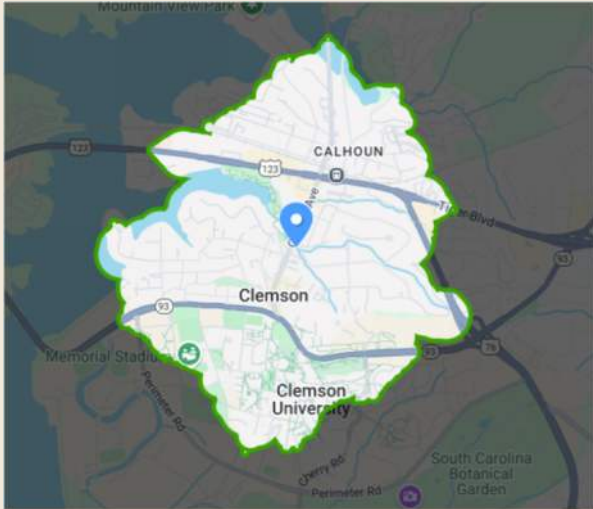 Mountain View Park
123
CALHOUN
123
Ave
Tiger Blvd
93
Clemson
93
Memorial Stadium
93
76
Clemson
University
Perimeter Rd
Cherry Rd
South Carolina
Botanical
Garden
Perimeter Rd